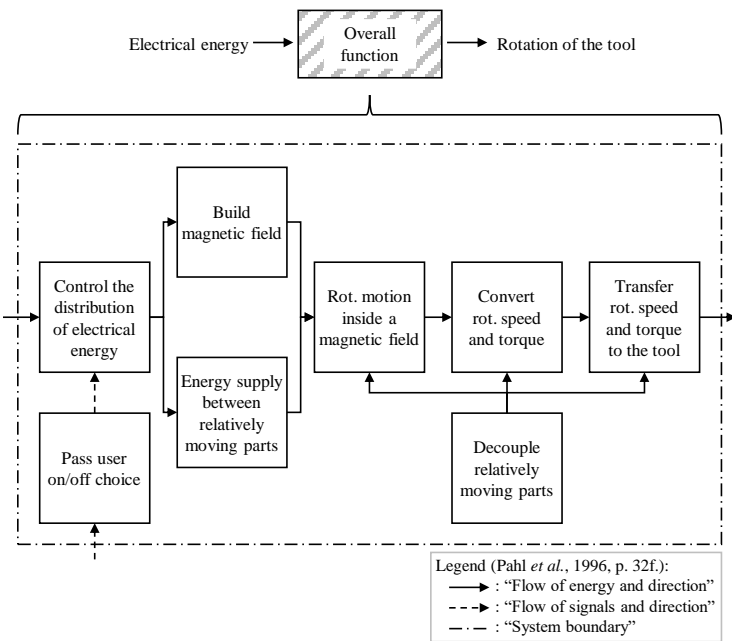 Electrical energy
Overall
function
Rotation of the tool
Build
magnetic field
Control the
distribution
of electrical
energy
Energy supply
between
relatively
moving parts
Rot. motion
inside a
magnetic field
Convert
rot. speed
and torque
Transfer
rot. speed
and torque
to the tool
Pass user
on/off choice
Decouple
relatively
moving parts
Legend (Pahl et al., 1996, p. 32f.):
: “Flow of energy and direction”
: “Flow of signals and direction”
: “System boundary”